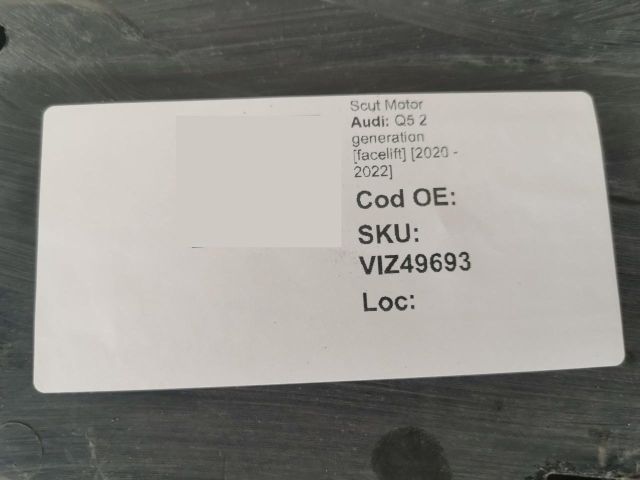 Scut Motor
Audi: Q5 2
generation
[facelift] [2020 -
2022]
Cod OE:
SKU:
VIZ49693
Loc: